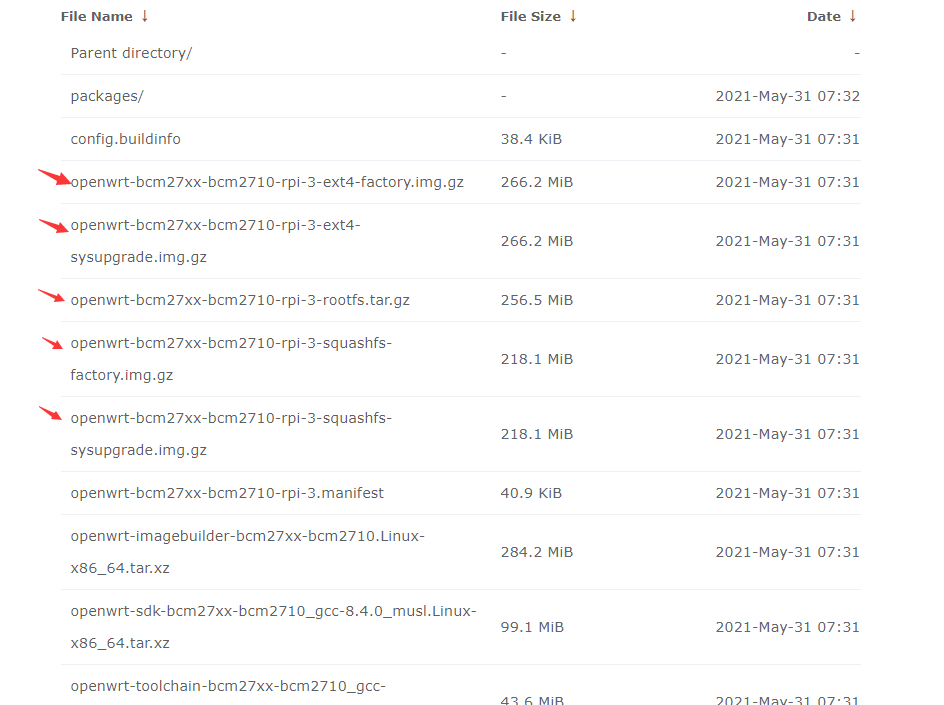 File Name ↓ File Size ↓ Date ↓
Parent directory/ - -
packages/ - 2021-May-31 07:32
config.buildinfo 38.4 KiB 2021-May-31 07:31
openwrt-bcm27xx-bcm2710-rpi-3-ext4-factory.img.gz 266.2 MiB 2021-May-31 07:31
openwrt-bcm27xx-bcm2710-rpi-3-ext4-
sysupgrade.img.gz 266.2 MiB 2021-May-31 07:31
openwrt-bcm27xx-bcm2710-rpi-3-rootfs.tar.gz 256.5 MiB 2021-May-31 07:31
openwrt-bcm27xx-bcm2710-rpi-3-squashfs-
factory.img.gz 218.1 MiB 2021-May-31 07:31
openwrt-bcm27xx-bcm2710-rpi-3-squashfs-
sysupgrade.img.gz 218.1 MiB 2021-May-31 07:31
openwrt-bcm27xx-bcm2710-rpi-3.manifest 40.9 KiB 2021-May-31 07:31
openwrt-imagebuilder-bcm27xx-bcm2710.Linux-
x86_64.tar.xz 284.2 MiB 2021-May-31 07:31
openwrt-sdk-bcm27xx-bcm2710_gcc-8.4.0_musl.Linux-
x86_64.tar.xz 99.1 MiB 2021-May-31 07:31
openwrt-toolchain-bcm27xx-bcm2710_gcc-
43.6 MiB 2021-May-31 07:31